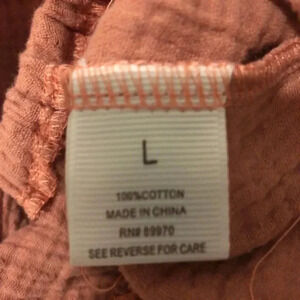 L
100%COTTON
MADE IN CHINA
RN# 89970
SEE REVERSE FOR CARE